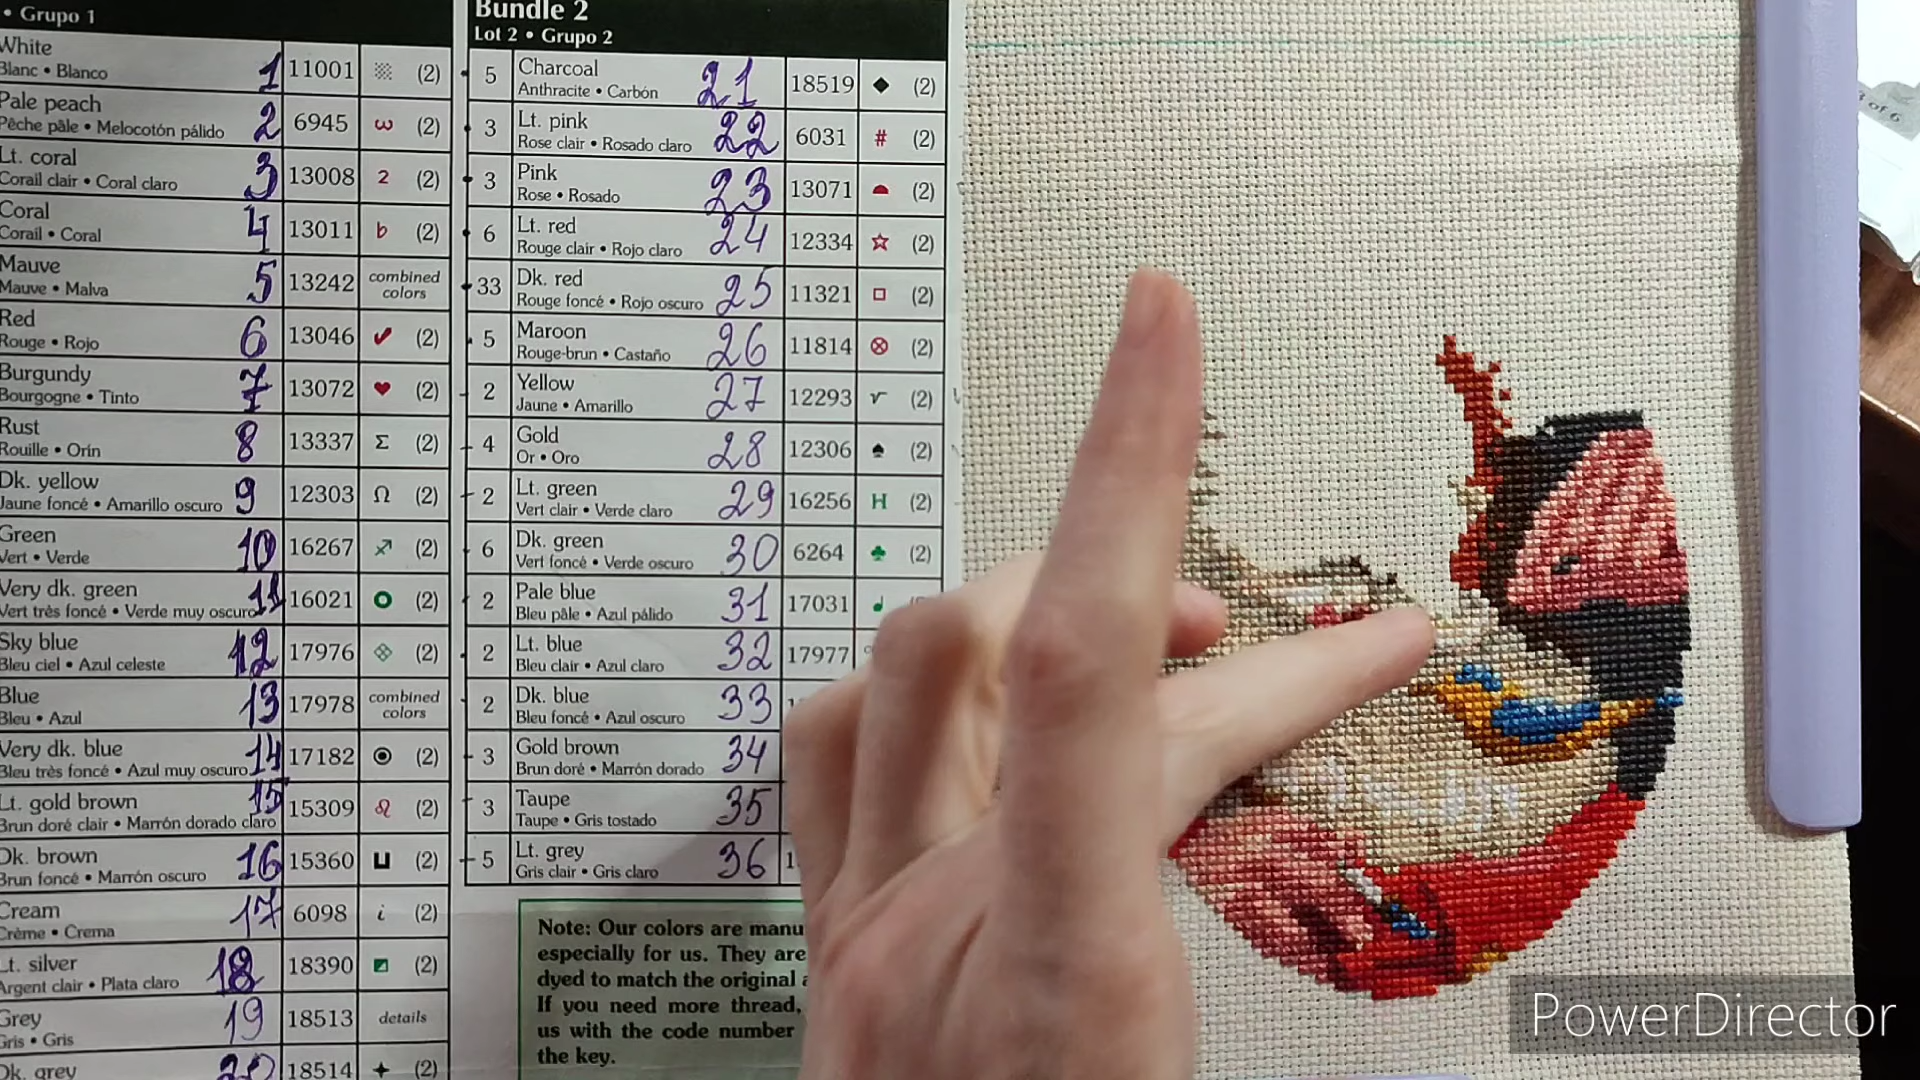 • Grupo 1
White
Blanc • Blanco 1 11001 (2)
Pale peach
Pêche pâle • Melocotón pálido 2 6945 ω (2)
Lt. coral
Corail clair • Coral claro 3 13008 2 (2)
Coral
Corail • Coral 4 13011 b (2)
Mauve
Mauve • Malva 5 13242 combined colors
Red
Rouge • Rojo 6 13046 (2)
Burgundy
Bourgogne • Tinto 7 13072 ♥ (2)
Rust
Rouille • Orín 8 13337 Σ (2)
Dk. yellow
Jaune foncé • Amarillo oscuro 9 12303 Ω (2)
Green
Vert • Verde 10 16267 (2)
Very dk. green
Vert très foncé • Verde muy oscuro 11 16021 (2)
Sky blue
Bleu ciel • Azul celeste 12 17976 (2)
Blue
Bleu • Azul 13 17978 combined colors
Very dk. blue
Bleu très foncé • Azul muy oscuro 14 17182 (2)
Lt. gold brown
Brun doré clair • Marrón dorado claro 15 15309 ♌ (2)
Dk. brown
Brun foncé • Marrón oscuro 16 15360 (2)
Cream
Crème • Crema 17 6098 i (2)
Lt. silver
Argent clair • Plata claro 18 18390 (2)
Grey
Gris • Gris 19 18513 details
Dk. grey 20 18514 (2)
Bundle 2
Lot 2 • Grupo 2
5 Charcoal
Anthracite • Carbón 21 18519 ◆ (2)
3 Lt. pink
Rose clair • Rosado claro 22 6031 # (2)
3 Pink
Rose • Rosado 23 13071 (2)
6 Lt. red
Rouge clair • Rojo claro 24 12334 ☆ (2)
33 Dk. red
Rouge foncé • Rojo oscuro 25 11321 □ (2)
5 Maroon
Rouge-brun • Castaño 26 11814 ⊗ (2)
2 Yellow
Jaune • Amarillo 27 12293 (2)
4 Gold
Or • Oro 28 12306 ♠ (2)
2 Lt. green
Vert clair • Verde claro 29 16256 H (2)
6 Dk. green
Vert foncé • Verde oscuro 30 6264 ♣ (2)
2 Pale blue
Bleu pâle • Azul pálido 31 17031
2 Lt. blue
Bleu clair • Azul claro 32 17977
2 Dk. blue
Bleu foncé • Azul oscuro 33
3 Gold brown
Brun doré • Marrón dorado 34
3 Taupe
Taupe • Gris tostado 35
5 Lt. grey
Gris clair • Gris claro 36
Note: Our colors are manu
especially for us. They are
dyed to match the original
If you need more thread,
us with the code number
the key.
of 6
PowerDirector